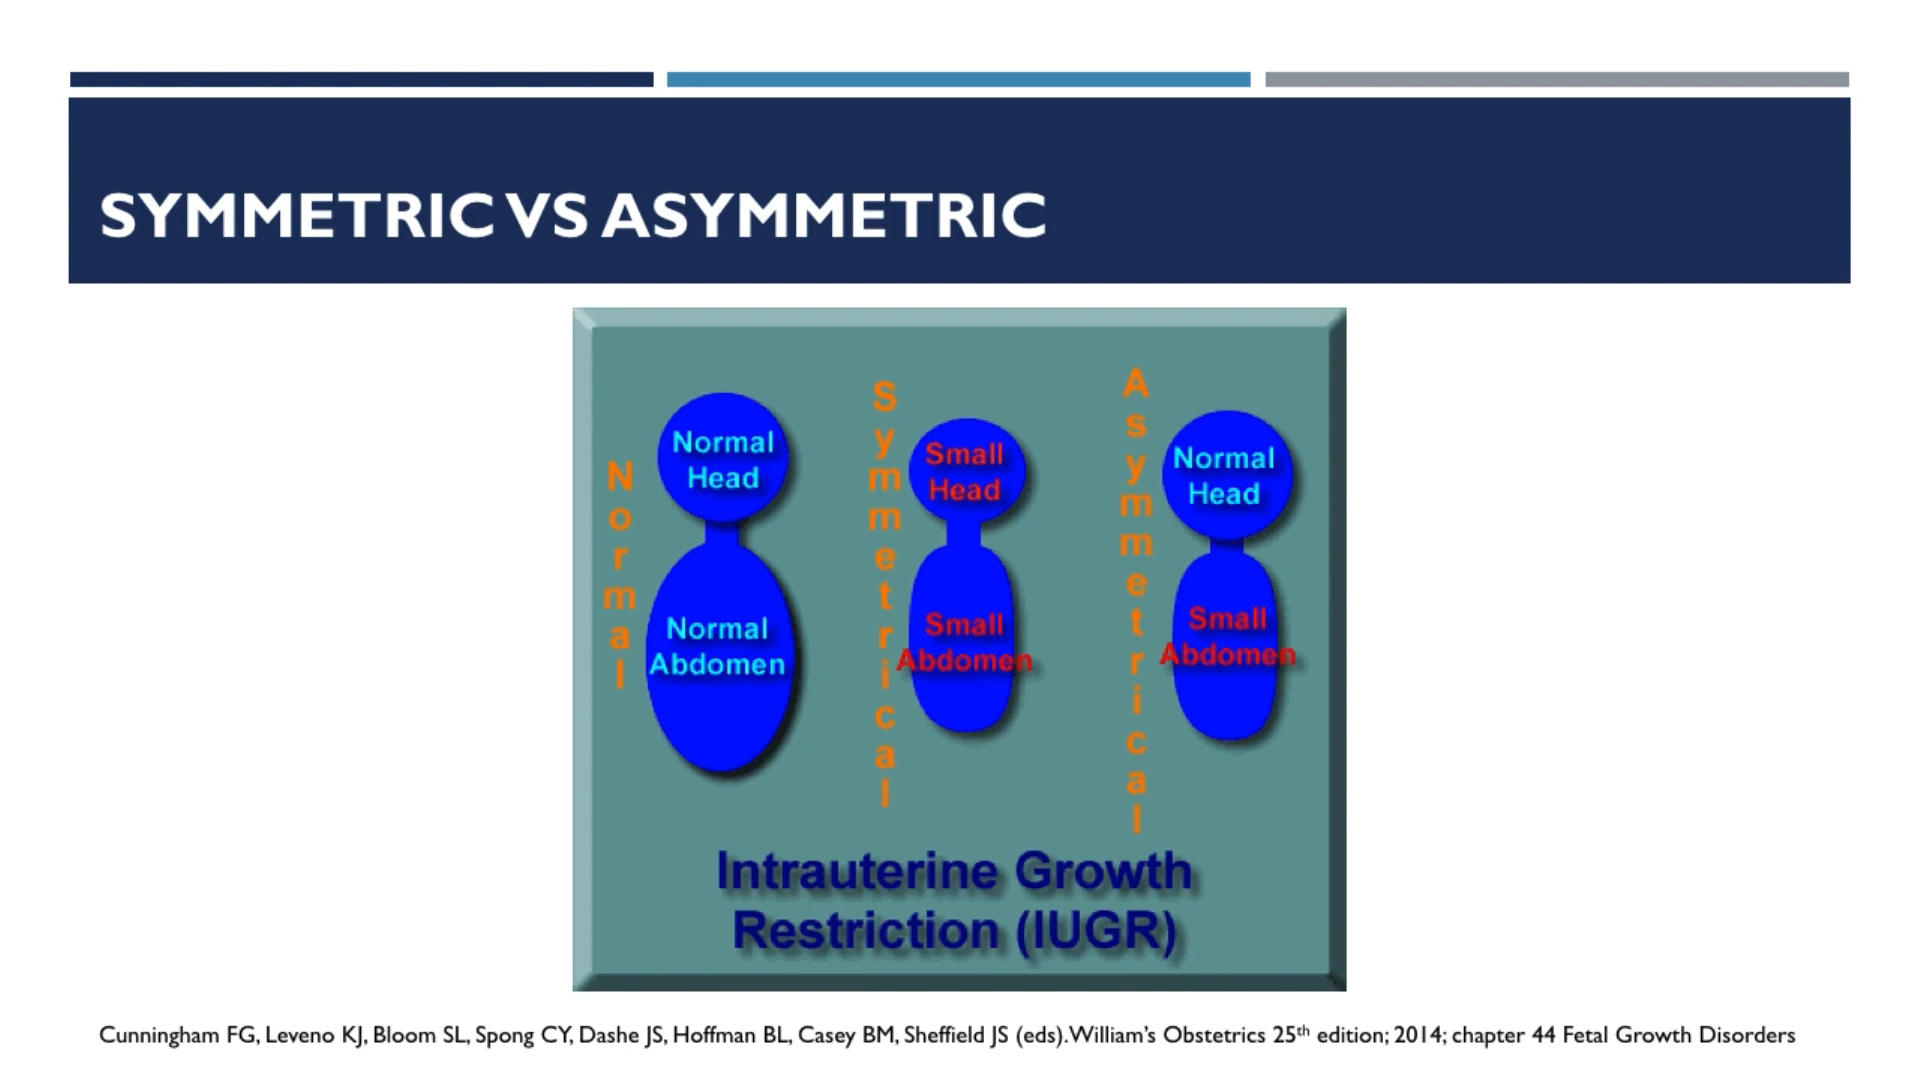 SYMMETRIC VS ASYMMETRIC
Normal
Normal
Head
Normal
Abdomen
Symmetrical
Small
Head
Small
Abdomen
Asymmetrical
Normal
Head
Small
Abdomen
Intrauterine Growth
Restriction (IUGR)
Cunningham FG, Leveno KJ, Bloom SL, Spong CY, Dashe JS, Hoffman BL, Casey BM, Sheffield JS (eds).William’s Obstetrics 25th edition; 2014; chapter 44 Fetal Growth Disorders